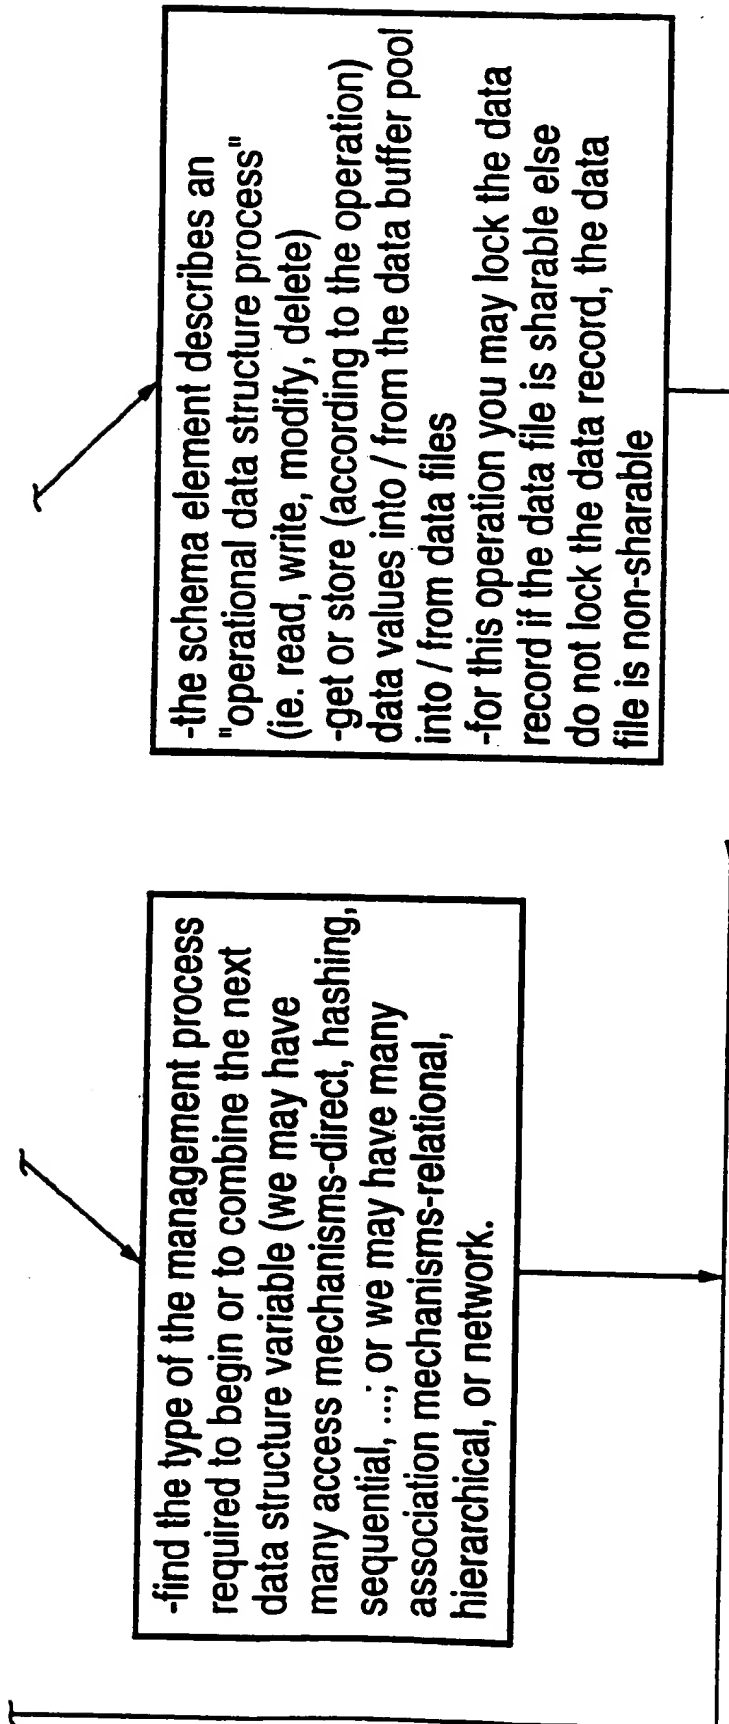 -find the type of the management process
required to begin or to combine the next
data structure variable (we may have
many access mechanisms-direct, hashing,
sequential, ...; or we may have many
association mechanisms-relational,
hierarchical, or network.
-the schema element describes an
"operational data structure process"
(ie. read, write, modify, delete)
-get or store (according to the operation)
data values into / from the data buffer pool
into / from data files
-for this operation you may lock the data
record if the data file is sharable else
do not lock the data record, the data
file is non-sharable